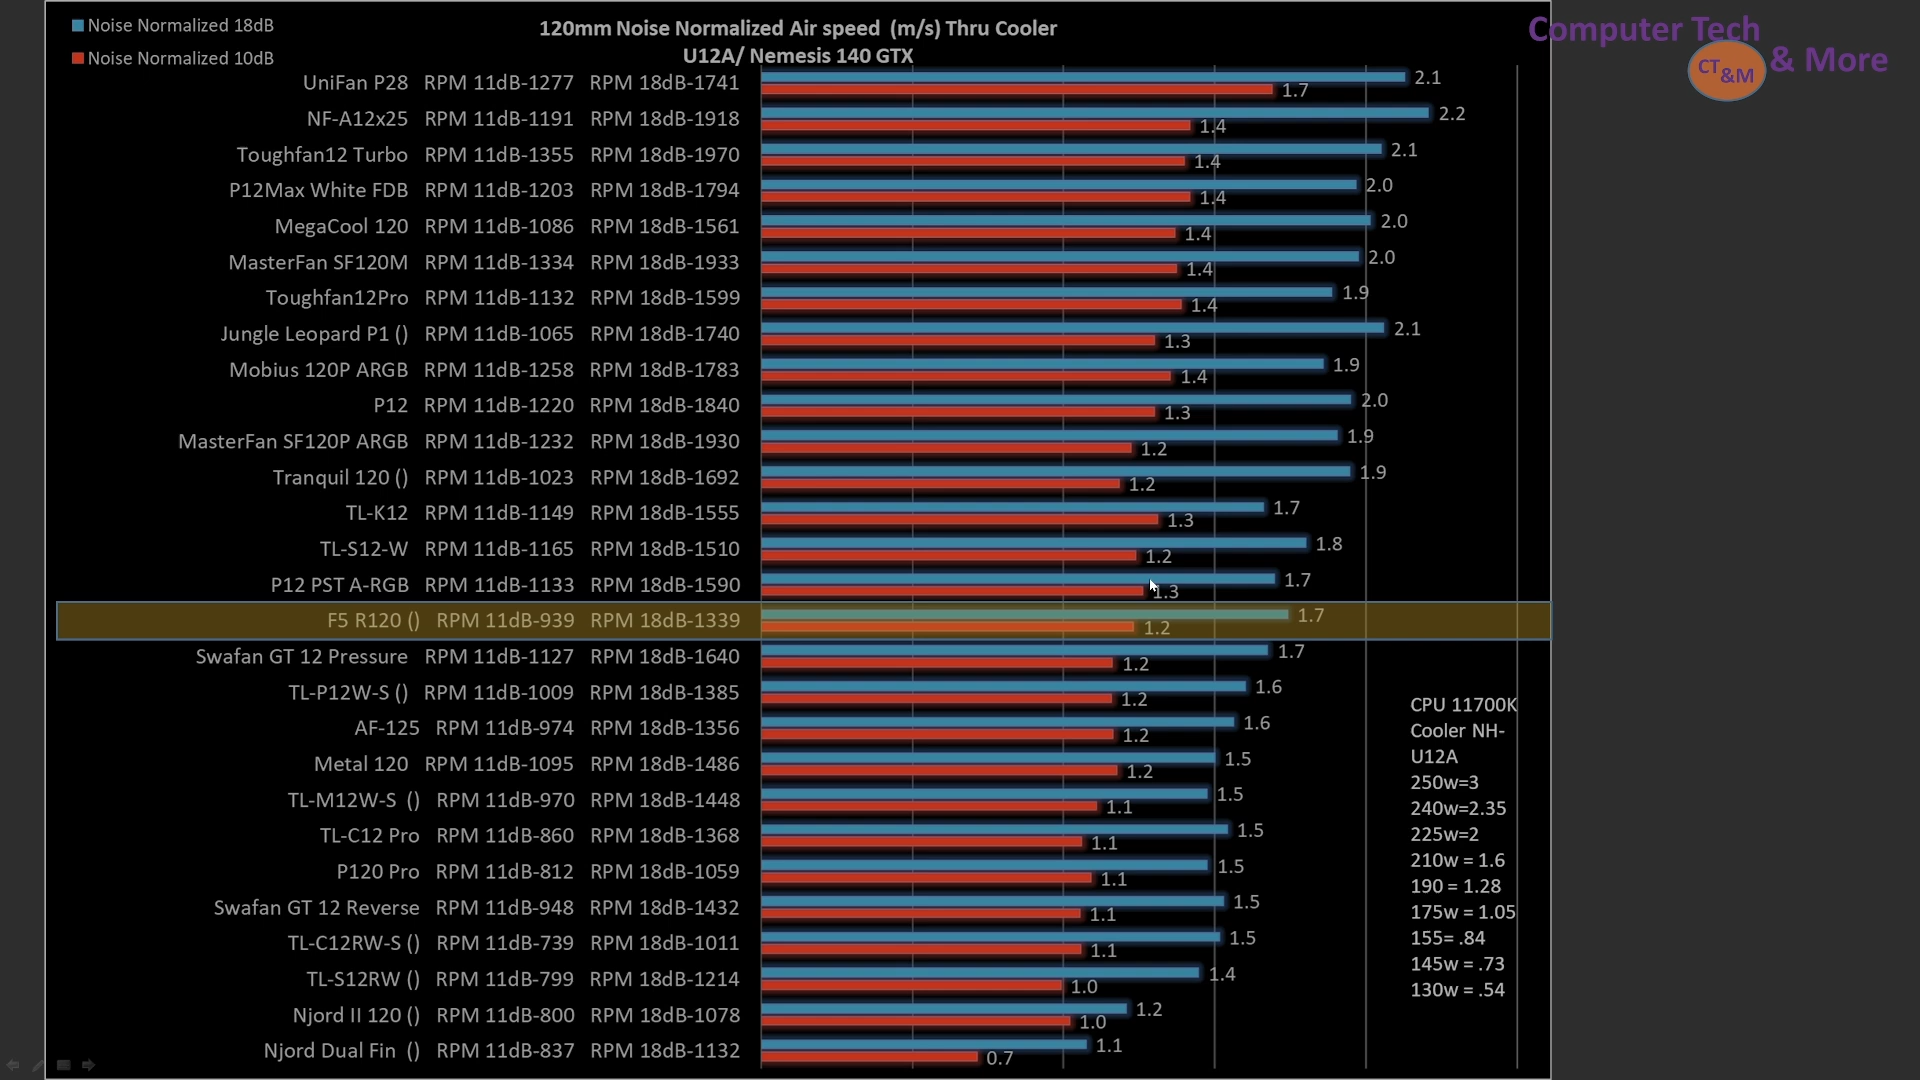 Noise Normalized 18dB
Noise Normalized 10dB
120mm Noise Normalized Air speed (m/s) Thru Cooler
U12A/ Nemesis 140 GTX
Computer Tech
CT &M & More
UniFan P28 RPM 11dB-1277 RPM 18dB-1741 2.1 1.7
NF-A12x25 RPM 11dB-1191 RPM 18dB-1918 2.2 1.4
Toughfan12 Turbo RPM 11dB-1355 RPM 18dB-1970 2.1 1.4
P12Max White FDB RPM 11dB-1203 RPM 18dB-1794 2.0 1.4
MegaCool 120 RPM 11dB-1086 RPM 18dB-1561 2.0 1.4
MasterFan SF120M RPM 11dB-1334 RPM 18dB-1933 2.0 1.4
Toughfan12Pro RPM 11dB-1132 RPM 18dB-1599 1.9 1.4
Jungle Leopard P1 () RPM 11dB-1065 RPM 18dB-1740 2.1 1.3
Mobius 120P ARGB RPM 11dB-1258 RPM 18dB-1783 1.9 1.4
P12 RPM 11dB-1220 RPM 18dB-1840 2.0 1.3
MasterFan SF120P ARGB RPM 11dB-1232 RPM 18dB-1930 1.9 1.2
Tranquil 120 () RPM 11dB-1023 RPM 18dB-1692 1.9 1.2
TL-K12 RPM 11dB-1149 RPM 18dB-1555 1.7 1.3
TL-S12-W RPM 11dB-1165 RPM 18dB-1510 1.8 1.2
P12 PST A-RGB RPM 11dB-1133 RPM 18dB-1590 1.7 1.3
F5 R120 () RPM 11dB-939 RPM 18dB-1339 1.7 1.2
Swafan GT 12 Pressure RPM 11dB-1127 RPM 18dB-1640 1.7 1.2
TL-P12W-S () RPM 11dB-1009 RPM 18dB-1385 1.6 1.2
AF-125 RPM 11dB-974 RPM 18dB-1356 1.6 1.2
Metal 120 RPM 11dB-1095 RPM 18dB-1486 1.5 1.2
TL-M12W-S () RPM 11dB-970 RPM 18dB-1448 1.5 1.1
TL-C12 Pro RPM 11dB-860 RPM 18dB-1368 1.5 1.1
P120 Pro RPM 11dB-812 RPM 18dB-1059 1.5 1.1
Swafan GT 12 Reverse RPM 11dB-948 RPM 18dB-1432 1.5 1.1
TL-C12RW-S () RPM 11dB-739 RPM 18dB-1011 1.5 1.1
TL-S12RW () RPM 11dB-799 RPM 18dB-1214 1.4 1.0
Njord II 120 () RPM 11dB-800 RPM 18dB-1078 1.2 1.0
Njord Dual Fin () RPM 11dB-837 RPM 18dB-1132 1.1 0.7
CPU 11700K
Cooler NH-
U12A
250w=3
240w=2.35
225w=2
210w = 1.6
190 = 1.28
175w = 1.05
155= .84
145w = .73
130w = .54